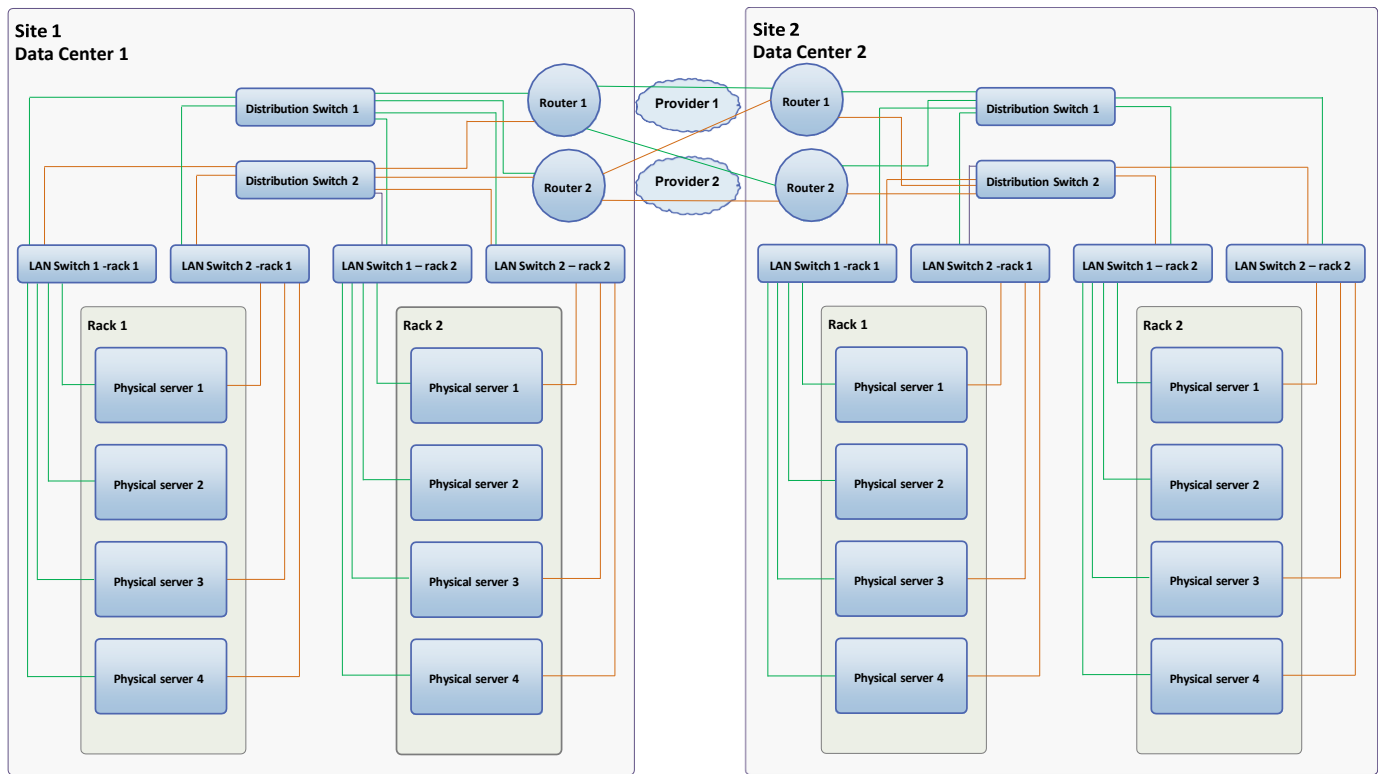 Site 1
Data Center 1
Distribution Switch 1
Distribution Switch 2
Router 1
Router 2
LAN Switch 1 -rack 1
LAN Switch 2 -rack 1
LAN Switch 1 – rack 2
LAN Switch 2 – rack 2
Rack 1
Physical server 1
Physical server 2
Physical server 3
Physical server 4
Rack 2
Physical server 1
Physical server 2
Physical server 3
Physical server 4
Provider 1
Provider 2
Site 2
Data Center 2
Router 1
Router 2
Distribution Switch 1
Distribution Switch 2
LAN Switch 1 -rack 1
LAN Switch 2 -rack 1
LAN Switch 1 – rack 2
LAN Switch 2 – rack 2
Rack 1
Physical server 1
Physical server 2
Physical server 3
Physical server 4
Rack 2
Physical server 1
Physical server 2
Physical server 3
Physical server 4